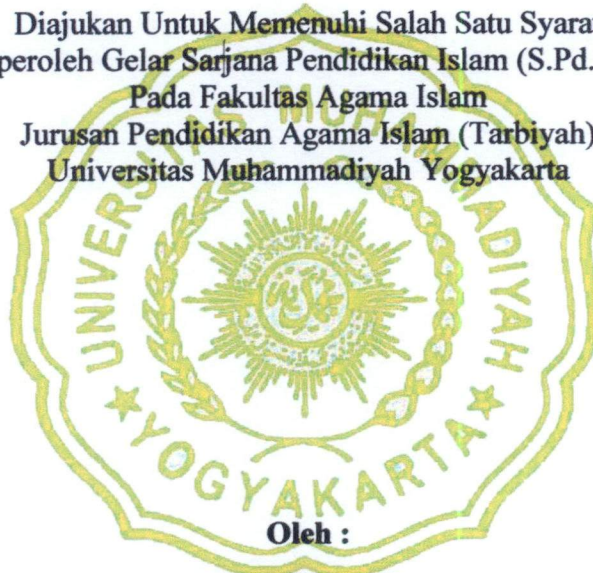 Diajukan Untuk Memenuhi Salah Satu Syara
peroleh Gelar Sarjana Pendidikan Islam (S.Pd.
Pada Fakultas Agama Islam
Jurusan Pendidikan Agama Islam (Tarbiyah)
Universitas Muhammadiyah Yogyakarta
UNIVERSITAS MUHAMMADIYAH
YOGYAKARTA
Oleh :